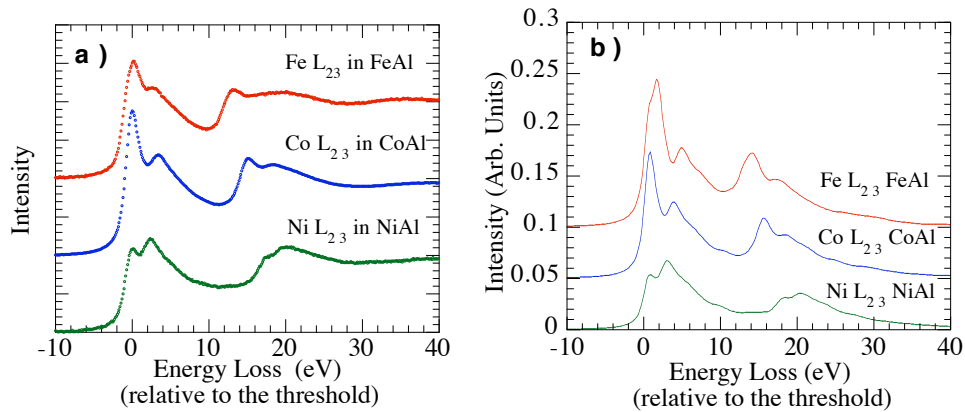 a )
Fe L23 in FeAl
Co L2 3 in CoAl
Ni L2 3 in NiAl
Intensity
-10 0 10 20 30 40
Energy Loss (eV)
(relative to the threshold)
b )
0.3
0.25
0.2
0.15
0.1
0.05
0
Fe L2 3 FeAl
Co L2 3 CoAl
Ni L2 3 NiAl
Intensity (Arb. Units)
-10 0 10 20 30 40
Energy Loss (eV)
(relative to the threshold)